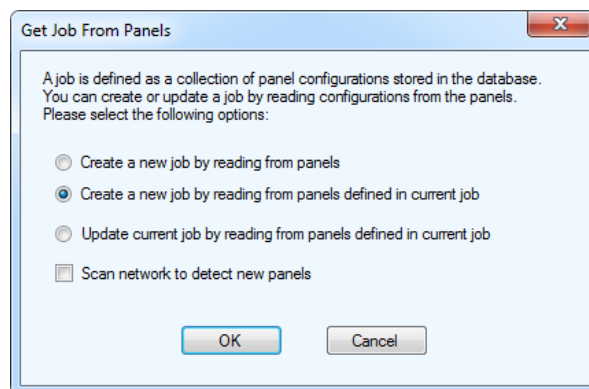 Get Job From Panels
A job is defined as a collection of panel configurations stored in the database.
You can create or update a job by reading configurations from the panels.
Please select the following options:
Create a new job by reading from panels
Create a new job by reading from panels defined in current job
Update current job by reading from panels defined in current job
Scan network to detect new panels
OK Cancel